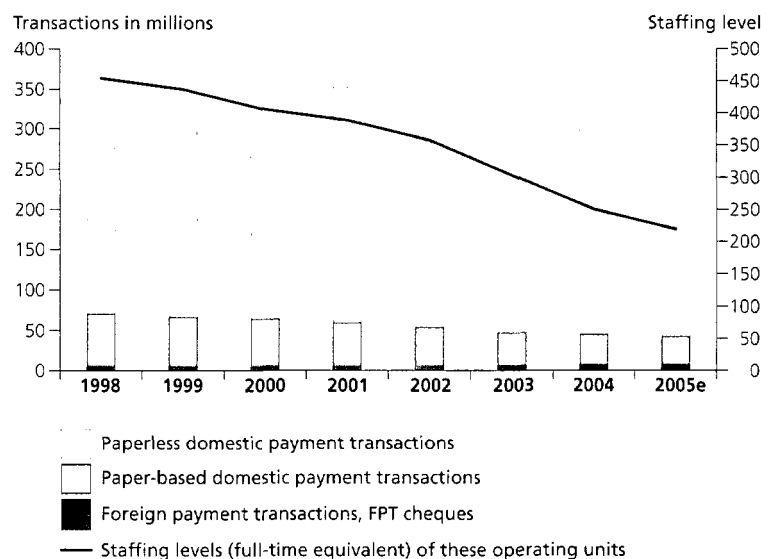 Transactions in millions Staffing level
400 500
350 450
300 400
250 350
200 300
150 250
100 200
50 150
0 100
50
0
1998 1999 2000 2001 2002 2003 2004 2005e
Paperless domestic payment transactions
Paper-based domestic payment transactions
Foreign payment transactions, FPT cheques
Staffing levels (full-time equivalent) of these operating units